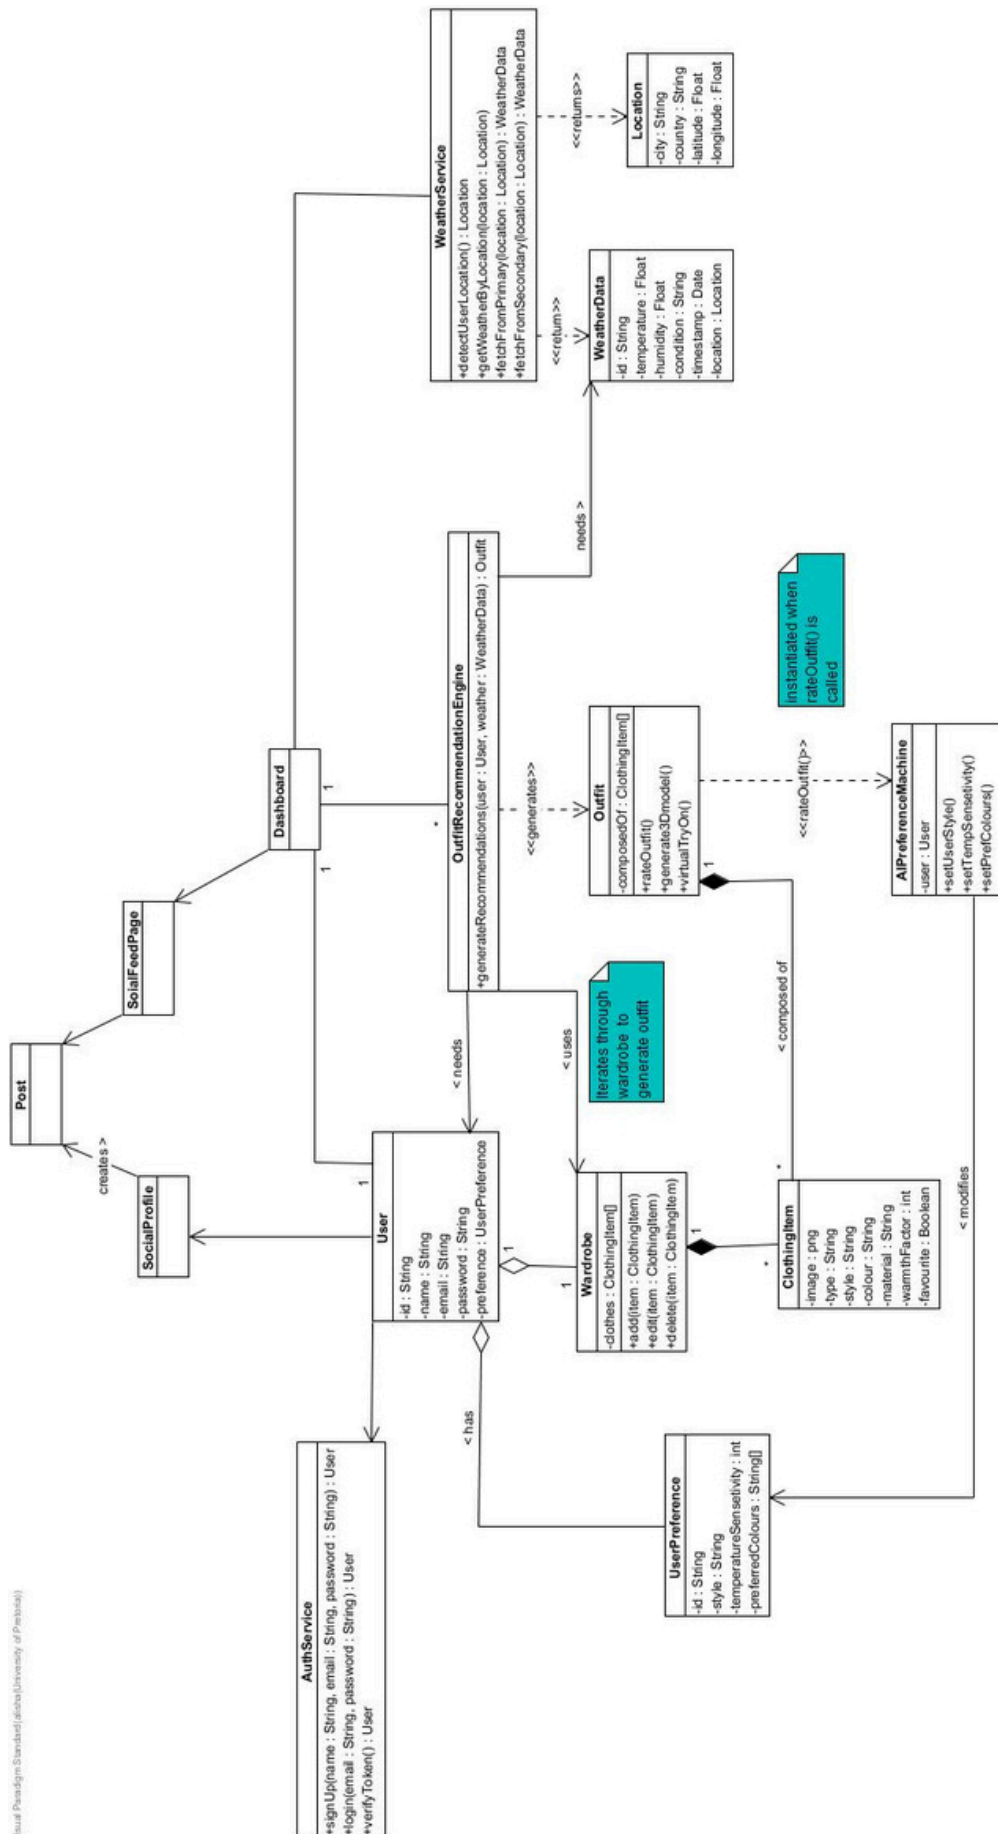 isual Paradigm Standard(alisha(University of Pretoria))
Post
creates >
SocialProfile
SoialFeedPage
Dashboard
1
1
AuthService
+signUp(name : String, email : String, password : String) : User
+login(email : String, password : String) : User
+verifyToken() : User
User
-id : String
-name : String
-email : String
-password : String
-preference : UserPreference
1
1
1
< needs
*
OutfitRecommendationEngine
+generateRecommendations(user : User, weather : WeatherData) : Outfit
WeatherService
+detectUserLocation() : Location
+getWeatherByLocation(location : Location)
+fetchFromPrimary(location : Location) : WeatherData
+fetchFromSecondary(location : Location) : WeatherData
< has
< uses
<<generates>>
needs >
<<return>>
<<returns>>
Wardrobe
-clothes : ClothingItem[]
+add(item : ClothingItem)
+edit(item : ClothingItem)
+delete(item : ClothingItem)
1
*
Iterates through
wardrobe to
generate outfit
Outfit
-composedOf : ClothingItem[]
+rateOutfit()
+generate3Dmodel()
+virtualTryOn()
1
WeatherData
-id : String
-temperature : Float
-humidity : Float
-condition : String
-timestamp : Date
-location : Location
Location
-city : String
-country : String
-latitude : Float
-longitude : Float
UserPreference
-id : String
-style : String
-temperatureSensetivity : int
-preferredColours : String[]
ClothingItem
-image : png
-type : String
-style : String
-colour : String
-material : String
-warmthFactor : int
-favourite : Boolean
*
< composed of
<<rateOutfit()>>
instantiated when
rateOutfit() is
called
AIPreferenceMachine
-user : User
+setUserStyle()
+setTempSensetivity()
+setPrefColours()
< modifies